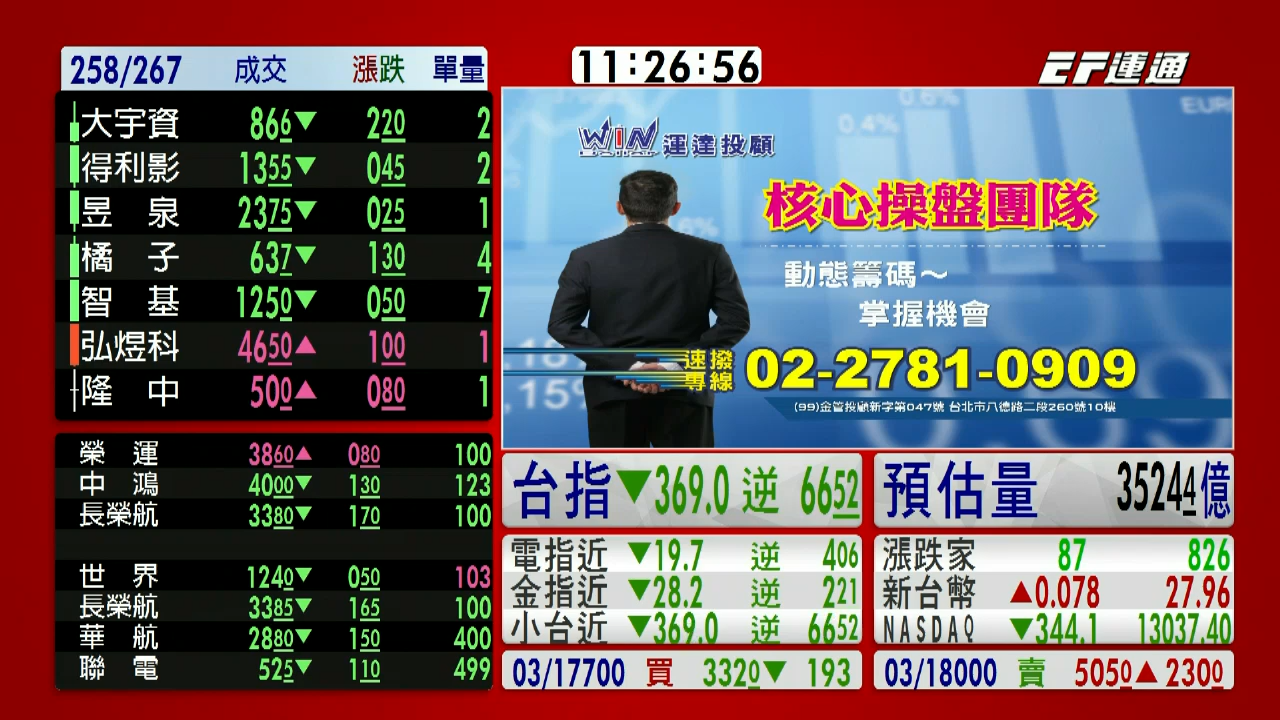 258/267 成交 漲跌 單量
大宇資 866▼ 220 2
得利影 1355▼ 045 2
昱泉 2375▼ 025 1
橘子 637▼ 130 4
智基 1250▼ 050 7
弘煜科 4650▲ 100 1
隆中 500▲ 080 1
榮運 3860▲ 080 100
中鴻 4000▼ 130 123
長榮航 3380▼ 170 100
世界 1240▼ 050 103
長榮航 3385▼ 165 100
華航 2880▼ 150 400
聯電 525▼ 110 499
11:26:56
EF運通
WIN 運達投顧
核心操盤團隊
動態籌碼～
掌握機會
速撥專線 02-2781-0909
(99)金管投顧新字第047號 台北市八德路二段260號10樓
台指▼369.0 逆 6652
預估量 35244億
電指近 ▼19.7 逆 406
金指近 ▼28.2 逆 221
小台近 ▼369.0 逆 6652
漲跌家 87 826
新台幣 ▲0.078 27.96
NASDAQ ▼344.1 13037.40
03/17700 買 3320▼ 193
03/18000 賣 5050▲ 2300